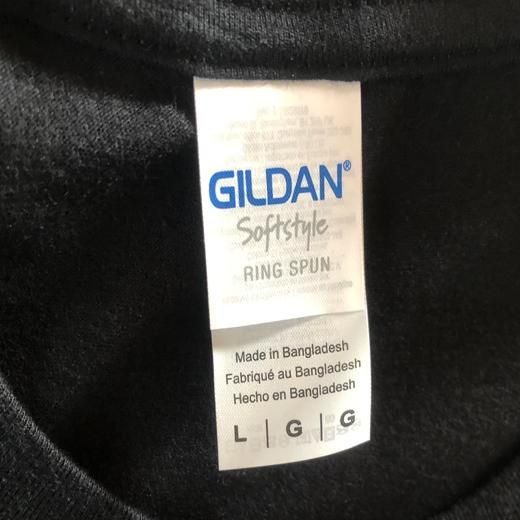 GILDAN®
Softstyle
RING SPUN
Made in Bangladesh
Fabriqué au Bangladesh
Hecho en Bangladesh
L | G | G